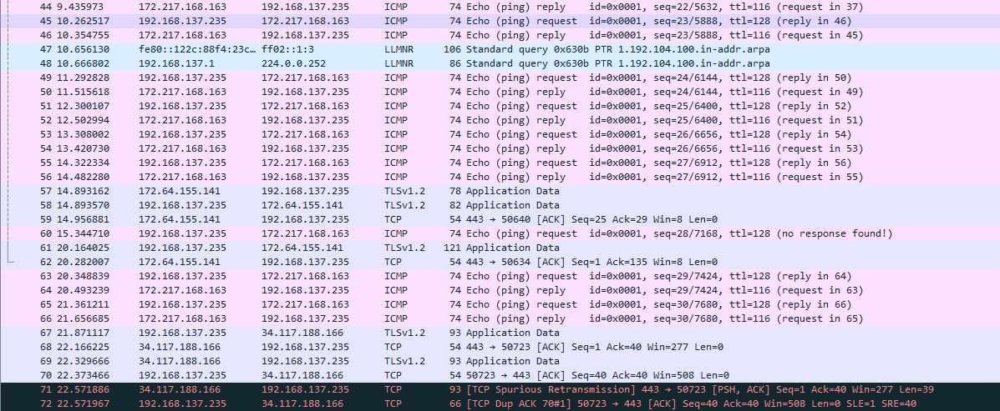 44 9.435973 172.217.168.163 192.168.137.235 ICMP 74 Echo (ping) reply id=0x0001, seq=22/5632, ttl=116 (request in 37)
45 10.262517 192.168.137.235 172.217.168.163 ICMP 74 Echo (ping) request id=0x0001, seq=23/5888, ttl=128 (reply in 46)
46 10.354755 172.217.168.163 192.168.137.235 ICMP 74 Echo (ping) reply id=0x0001, seq=23/5888, ttl=116 (request in 45)
47 10.656130 fe80::122c:88f4:23c… ff02::1:3 LLMNR 106 Standard query 0x630b PTR 1.192.104.100.in-addr.arpa
48 10.666802 192.168.137.1 224.0.0.252 LLMNR 86 Standard query 0x630b PTR 1.192.104.100.in-addr.arpa
49 11.292828 192.168.137.235 172.217.168.163 ICMP 74 Echo (ping) request id=0x0001, seq=24/6144, ttl=128 (reply in 50)
50 11.515618 172.217.168.163 192.168.137.235 ICMP 74 Echo (ping) reply id=0x0001, seq=24/6144, ttl=116 (request in 49)
51 12.300107 192.168.137.235 172.217.168.163 ICMP 74 Echo (ping) request id=0x0001, seq=25/6400, ttl=128 (reply in 52)
52 12.502994 172.217.168.163 192.168.137.235 ICMP 74 Echo (ping) reply id=0x0001, seq=25/6400, ttl=116 (request in 51)
53 13.308002 192.168.137.235 172.217.168.163 ICMP 74 Echo (ping) request id=0x0001, seq=26/6656, ttl=128 (reply in 54)
54 13.420730 172.217.168.163 192.168.137.235 ICMP 74 Echo (ping) reply id=0x0001, seq=26/6656, ttl=116 (request in 53)
55 14.322334 192.168.137.235 172.217.168.163 ICMP 74 Echo (ping) request id=0x0001, seq=27/6912, ttl=128 (reply in 56)
56 14.482280 172.217.168.163 192.168.137.235 ICMP 74 Echo (ping) reply id=0x0001, seq=27/6912, ttl=116 (request in 55)
57 14.893162 172.64.155.141 192.168.137.235 TLSv1.2 78 Application Data
58 14.893570 192.168.137.235 172.64.155.141 TLSv1.2 82 Application Data
59 14.956881 172.64.155.141 192.168.137.235 TCP 54 443 → 50640 [ACK] Seq=25 Ack=29 Win=8 Len=0
60 15.344710 192.168.137.235 172.217.168.163 ICMP 74 Echo (ping) request id=0x0001, seq=28/7168, ttl=128 (no response found!)
61 20.164025 192.168.137.235 172.64.155.141 TLSv1.2 121 Application Data
62 20.282007 172.64.155.141 192.168.137.235 TCP 54 443 → 50634 [ACK] Seq=1 Ack=135 Win=8 Len=0
63 20.348839 192.168.137.235 172.217.168.163 ICMP 74 Echo (ping) request id=0x0001, seq=29/7424, ttl=128 (reply in 64)
64 20.493239 172.217.168.163 192.168.137.235 ICMP 74 Echo (ping) reply id=0x0001, seq=29/7424, ttl=116 (request in 63)
65 21.361211 192.168.137.235 172.217.168.163 ICMP 74 Echo (ping) request id=0x0001, seq=30/7680, ttl=128 (reply in 66)
66 21.656685 172.217.168.163 192.168.137.235 ICMP 74 Echo (ping) reply id=0x0001, seq=30/7680, ttl=116 (request in 65)
67 21.871117 192.168.137.235 34.117.188.166 TLSv1.2 93 Application Data
68 22.166225 34.117.188.166 192.168.137.235 TCP 54 443 → 50723 [ACK] Seq=1 Ack=40 Win=277 Len=0
69 22.329666 34.117.188.166 192.168.137.235 TLSv1.2 93 Application Data
70 22.373466 192.168.137.235 34.117.188.166 TCP 54 50723 → 443 [ACK] Seq=40 Ack=40 Win=508 Len=0
71 22.571886 34.117.188.166 192.168.137.235 TCP 93 [TCP Spurious Retransmission] 443 → 50723 [PSH, ACK] Seq=1 Ack=40 Win=277 Len=39
72 22.571967 192.168.137.235 34.117.188.166 TCP 66 [TCP Dup ACK 70#1] 50723 → 443 [ACK] Seq=40 Ack=40 Win=508 Len=0 SLE=1 SRE=40